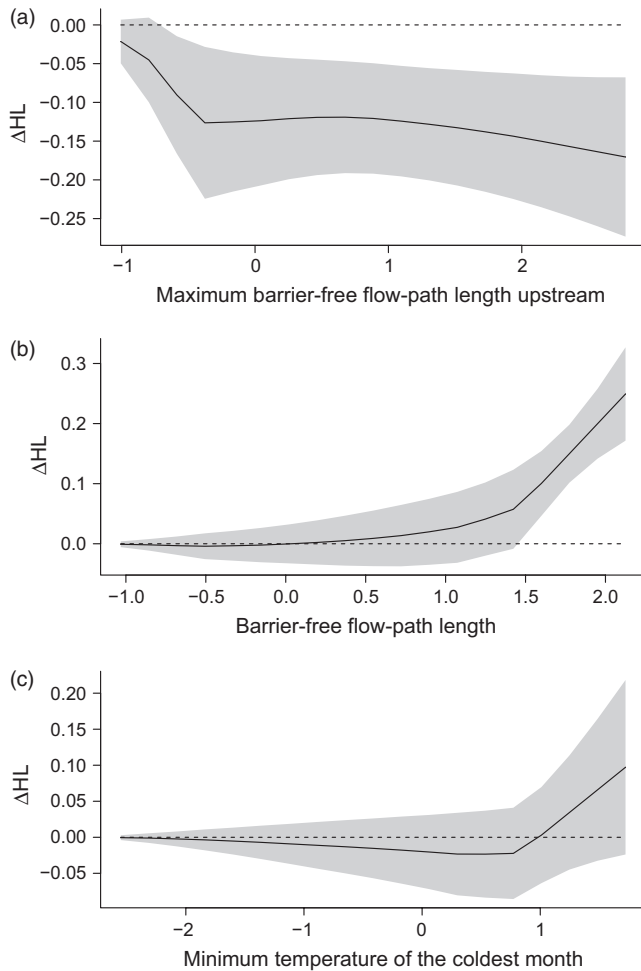 (a)
0.00
−0.05
−0.10
−0.15
−0.20
−0.25
ΔHL
−1 0 1 2
Maximum barrier-free flow-path length upstream
(b)
0.3
0.2
0.1
0.0
ΔHL
−1.0 −0.5 0.0 0.5 1.0 1.5 2.0
Barrier-free flow-path length
(c)
0.20
0.15
0.10
0.05
0.00
−0.05
ΔHL
−2 −1 0 1
Minimum temperature of the coldest month